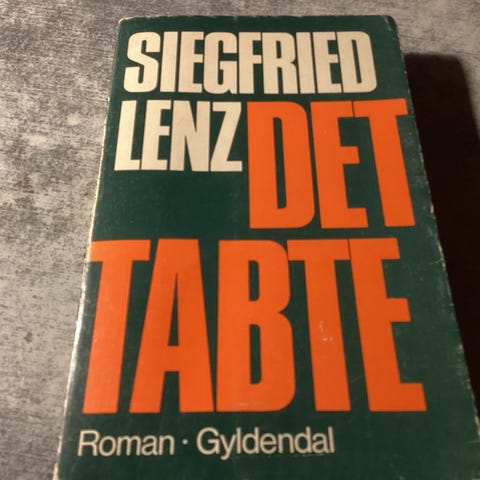 SIEGFRIED
LENZ DET
TABTE
Roman · Gyldendal